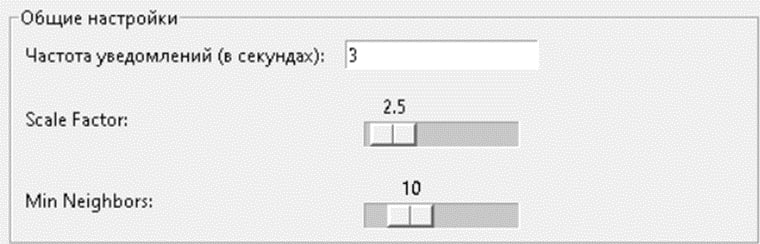 Общие настройки
Частота уведомлений (в секундах): 3
2.5
Scale Factor:
10
Min Neighbors: